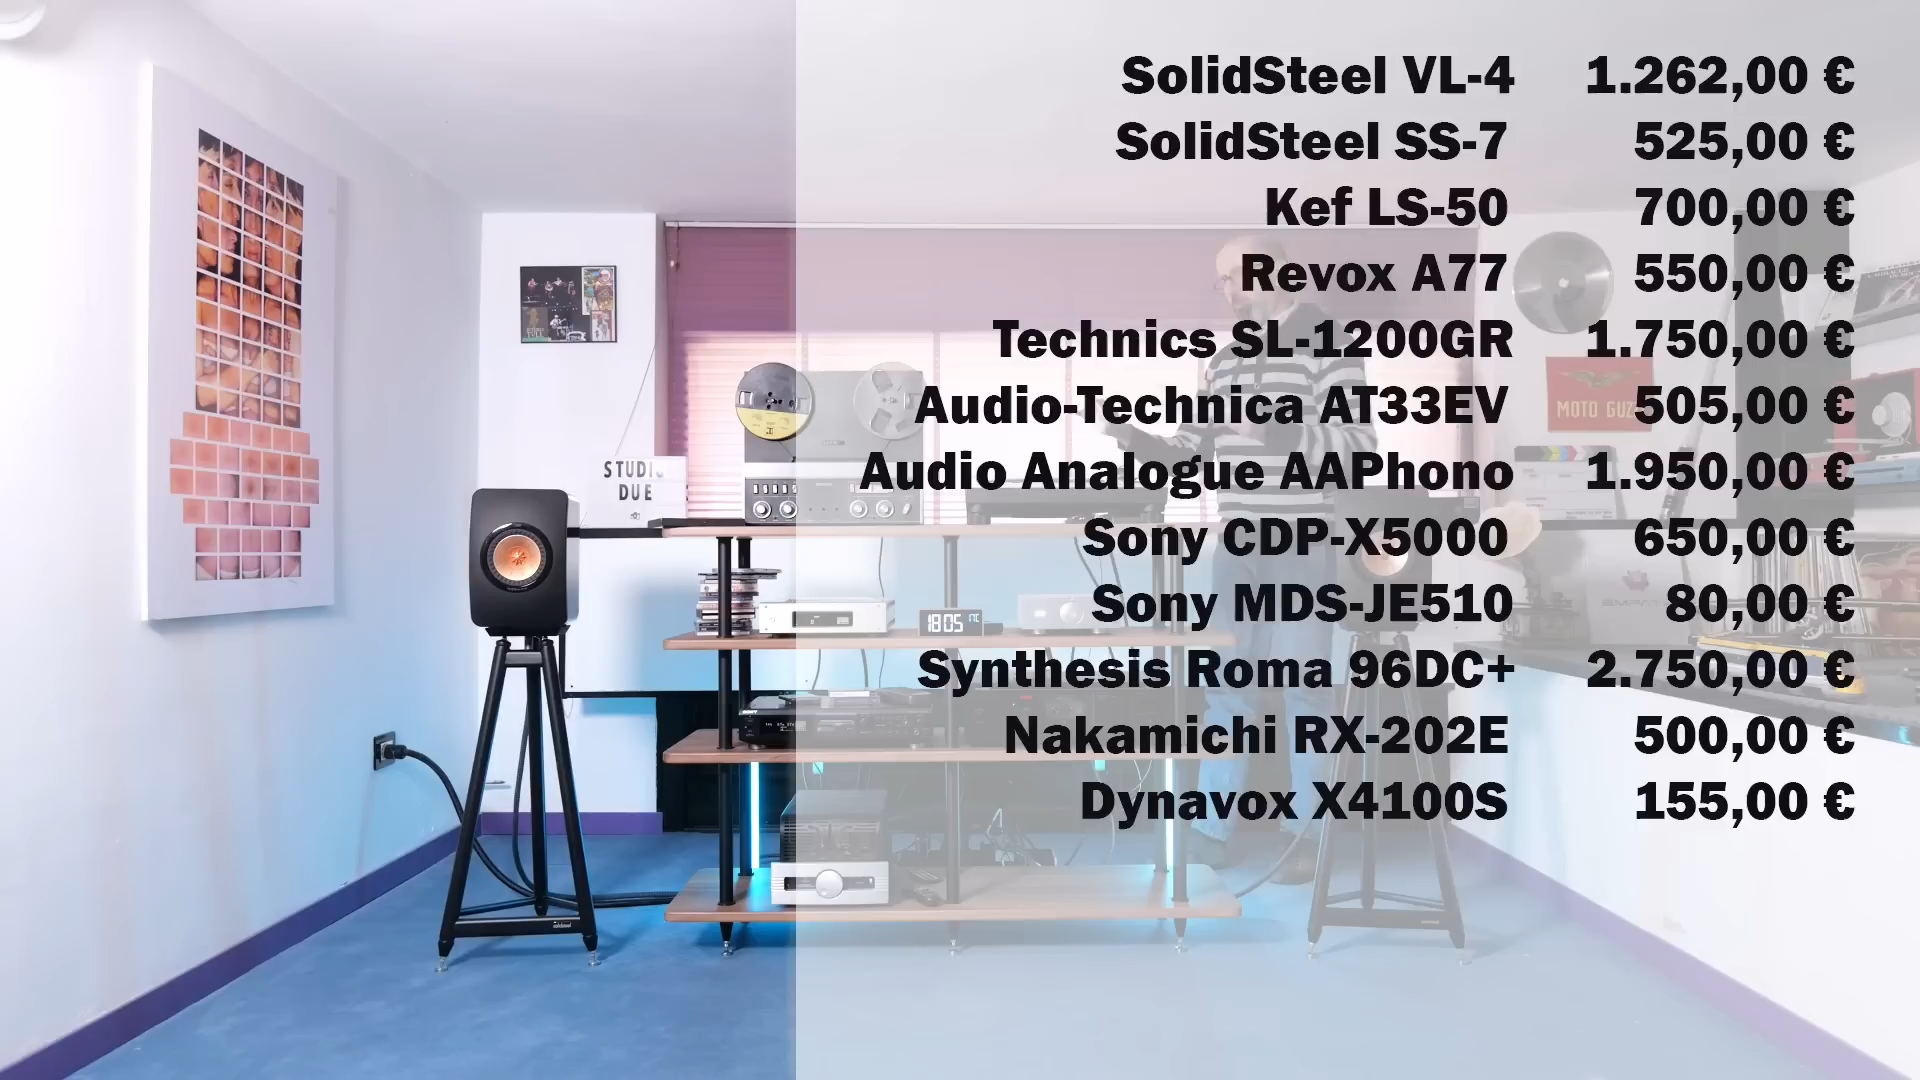 SolidSteel VL-4 1.262,00 €
SolidSteel SS-7 525,00 €
Kef LS-50 700,00 €
Revox A77 550,00 €
Technics SL-1200GR 1.750,00 €
Audio-Technica AT33EV 505,00 €
Audio Analogue AAPhono 1.950,00 €
Sony CDP-X5000 650,00 €
Sony MDS-JE510 80,00 €
Synthesis Roma 96DC+ 2.750,00 €
Nakamichi RX-202E 500,00 €
Dynavox X4100S 155,00 €
STUDIO
DUE
MOTO GUZ
18:05